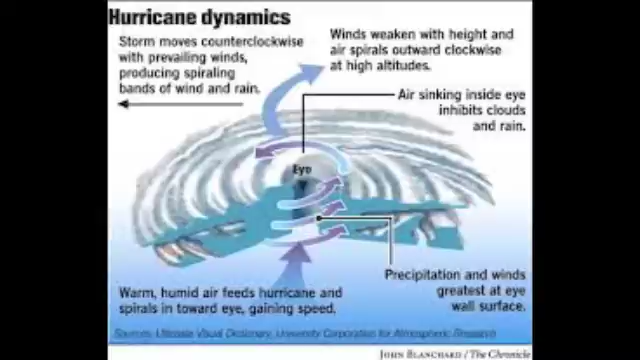 Hurricane dynamics
Storm moves counterclockwise
with prevailing winds,
producing spiraling
bands of wind and rain.
Winds weaken with height and
air spirals outward clockwise
at high altitudes.
Air sinking inside eye
inhibits clouds
and rain.
Eye
Precipitation and winds
greatest at eye
wall surface.
Warm, humid air feeds hurricane and
spirals in toward eye, gaining speed.
Sources: Ultimate Visual Dictionary, University Corporation for Atmospheric Research
JOHN BLANCHARD / The Chronicle